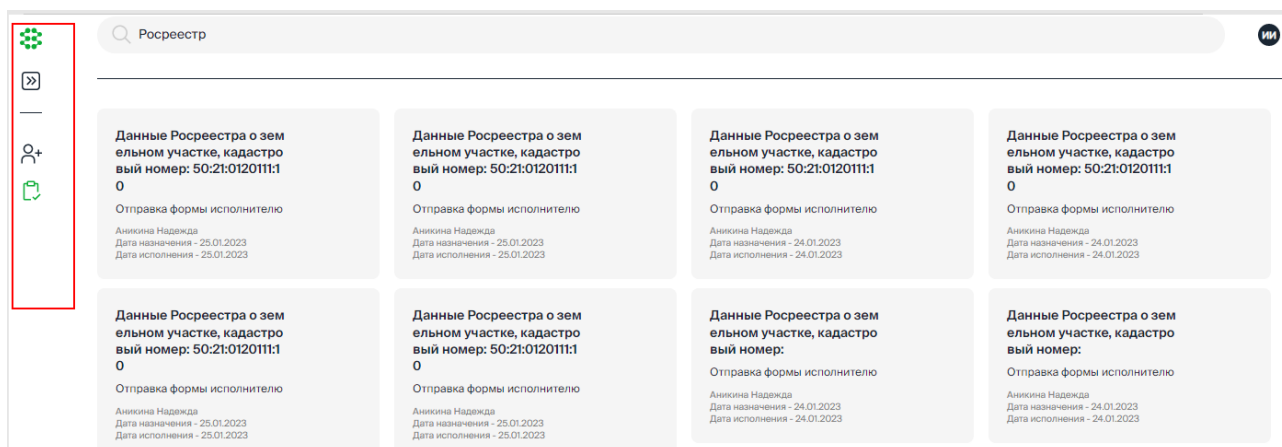 Росреестр
ИИ
Данные Росреестра о зем
ельном участке, кадастро
вый номер: 50:21:0120111:1
0
Отправка формы исполнителю
Аникина Надежда
Дата назначения - 25.01.2023
Дата исполнения - 25.01.2023
Данные Росреестра о зем
ельном участке, кадастро
вый номер: 50:21:0120111:1
0
Отправка формы исполнителю
Аникина Надежда
Дата назначения - 25.01.2023
Дата исполнения - 25.01.2023
Данные Росреестра о зем
ельном участке, кадастро
вый номер: 50:21:0120111:1
0
Отправка формы исполнителю
Аникина Надежда
Дата назначения - 24.01.2023
Дата исполнения - 24.01.2023
Данные Росреестра о зем
ельном участке, кадастро
вый номер: 50:21:0120111:1
0
Отправка формы исполнителю
Аникина Надежда
Дата назначения - 24.01.2023
Дата исполнения - 24.01.2023
Данные Росреестра о зем
ельном участке, кадастро
вый номер: 50:21:0120111:1
0
Отправка формы исполнителю
Аникина Надежда
Дата назначения - 25.01.2023
Дата исполнения - 25.01.2023
Данные Росреестра о зем
ельном участке, кадастро
вый номер: 50:21:0120111:1
0
Отправка формы исполнителю
Аникина Надежда
Дата назначения - 25.01.2023
Дата исполнения - 25.01.2023
Данные Росреестра о зем
ельном участке, кадастро
вый номер:
Отправка формы исполнителю
Аникина Надежда
Дата назначения - 24.01.2023
Дата исполнения - 24.01.2023
Данные Росреестра о зем
ельном участке, кадастро
вый номер:
Отправка формы исполнителю
Аникина Надежда
Дата назначения - 24.01.2023
Дата исполнения - 24.01.2023